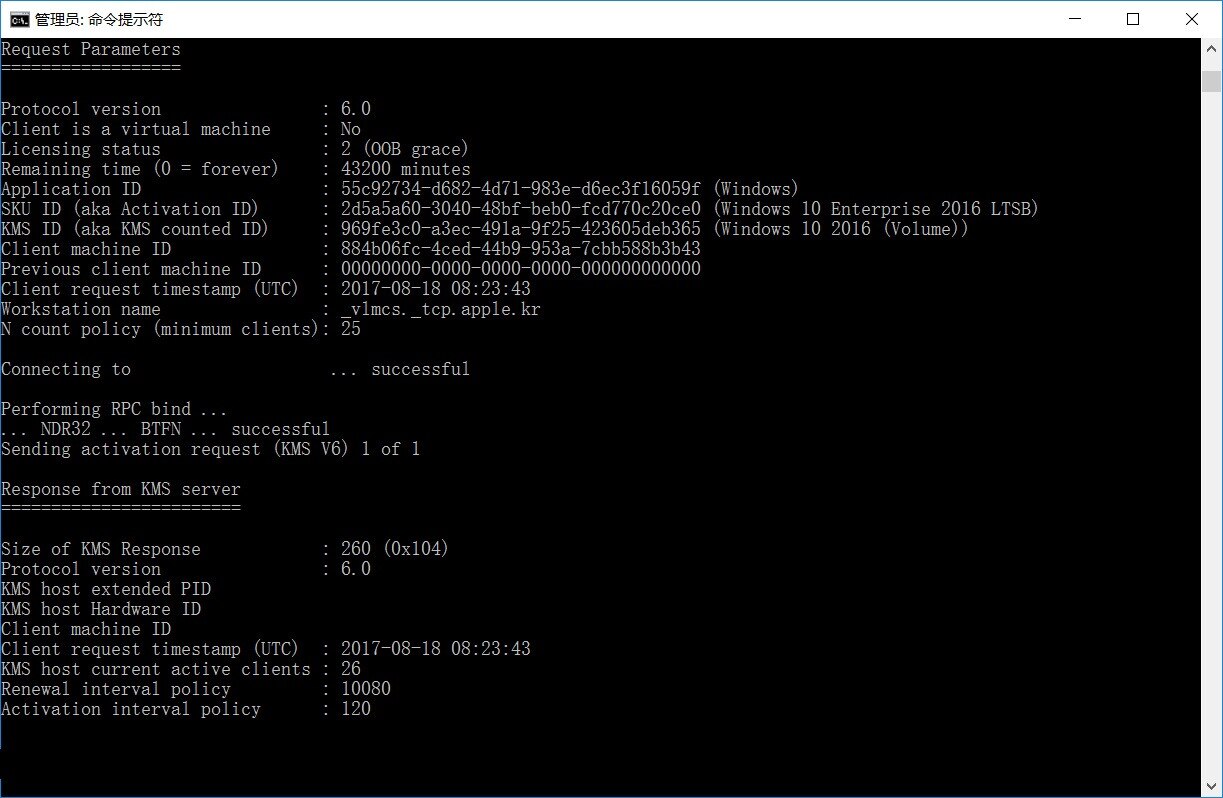 管理员: 命令提示符
Request Parameters
==================
Protocol version : 6.0
Client is a virtual machine : No
Licensing status : 2 (OOB grace)
Remaining time (0 = forever) : 43200 minutes
Application ID : 55c92734-d682-4d71-983e-d6ec3f16059f (Windows)
SKU ID (aka Activation ID) : 2d5a5a60-3040-48bf-beb0-fcd770c20ce0 (Windows 10 Enterprise 2016 LTSB)
KMS ID (aka KMS counted ID) : 969fe3c0-a3ec-491a-9f25-423605deb365 (Windows 10 2016 (Volume))
Client machine ID : 884b06fc-4ced-44b9-953a-7cbb588b3b43
Previous client machine ID : 00000000-0000-0000-0000-000000000000
Client request timestamp (UTC) : 2017-08-18 08:23:43
Workstation name : _vlmcs._tcp.apple.kr
N count policy (minimum clients): 25
Connecting to ... successful
Performing RPC bind ...
... NDR32 ... BTFN ... successful
Sending activation request (KMS V6) 1 of 1
Response from KMS server
========================
Size of KMS Response : 260 (0x104)
Protocol version : 6.0
KMS host extended PID
KMS host Hardware ID
Client machine ID
Client request timestamp (UTC) : 2017-08-18 08:23:43
KMS host current active clients : 26
Renewal interval policy : 10080
Activation interval policy : 120